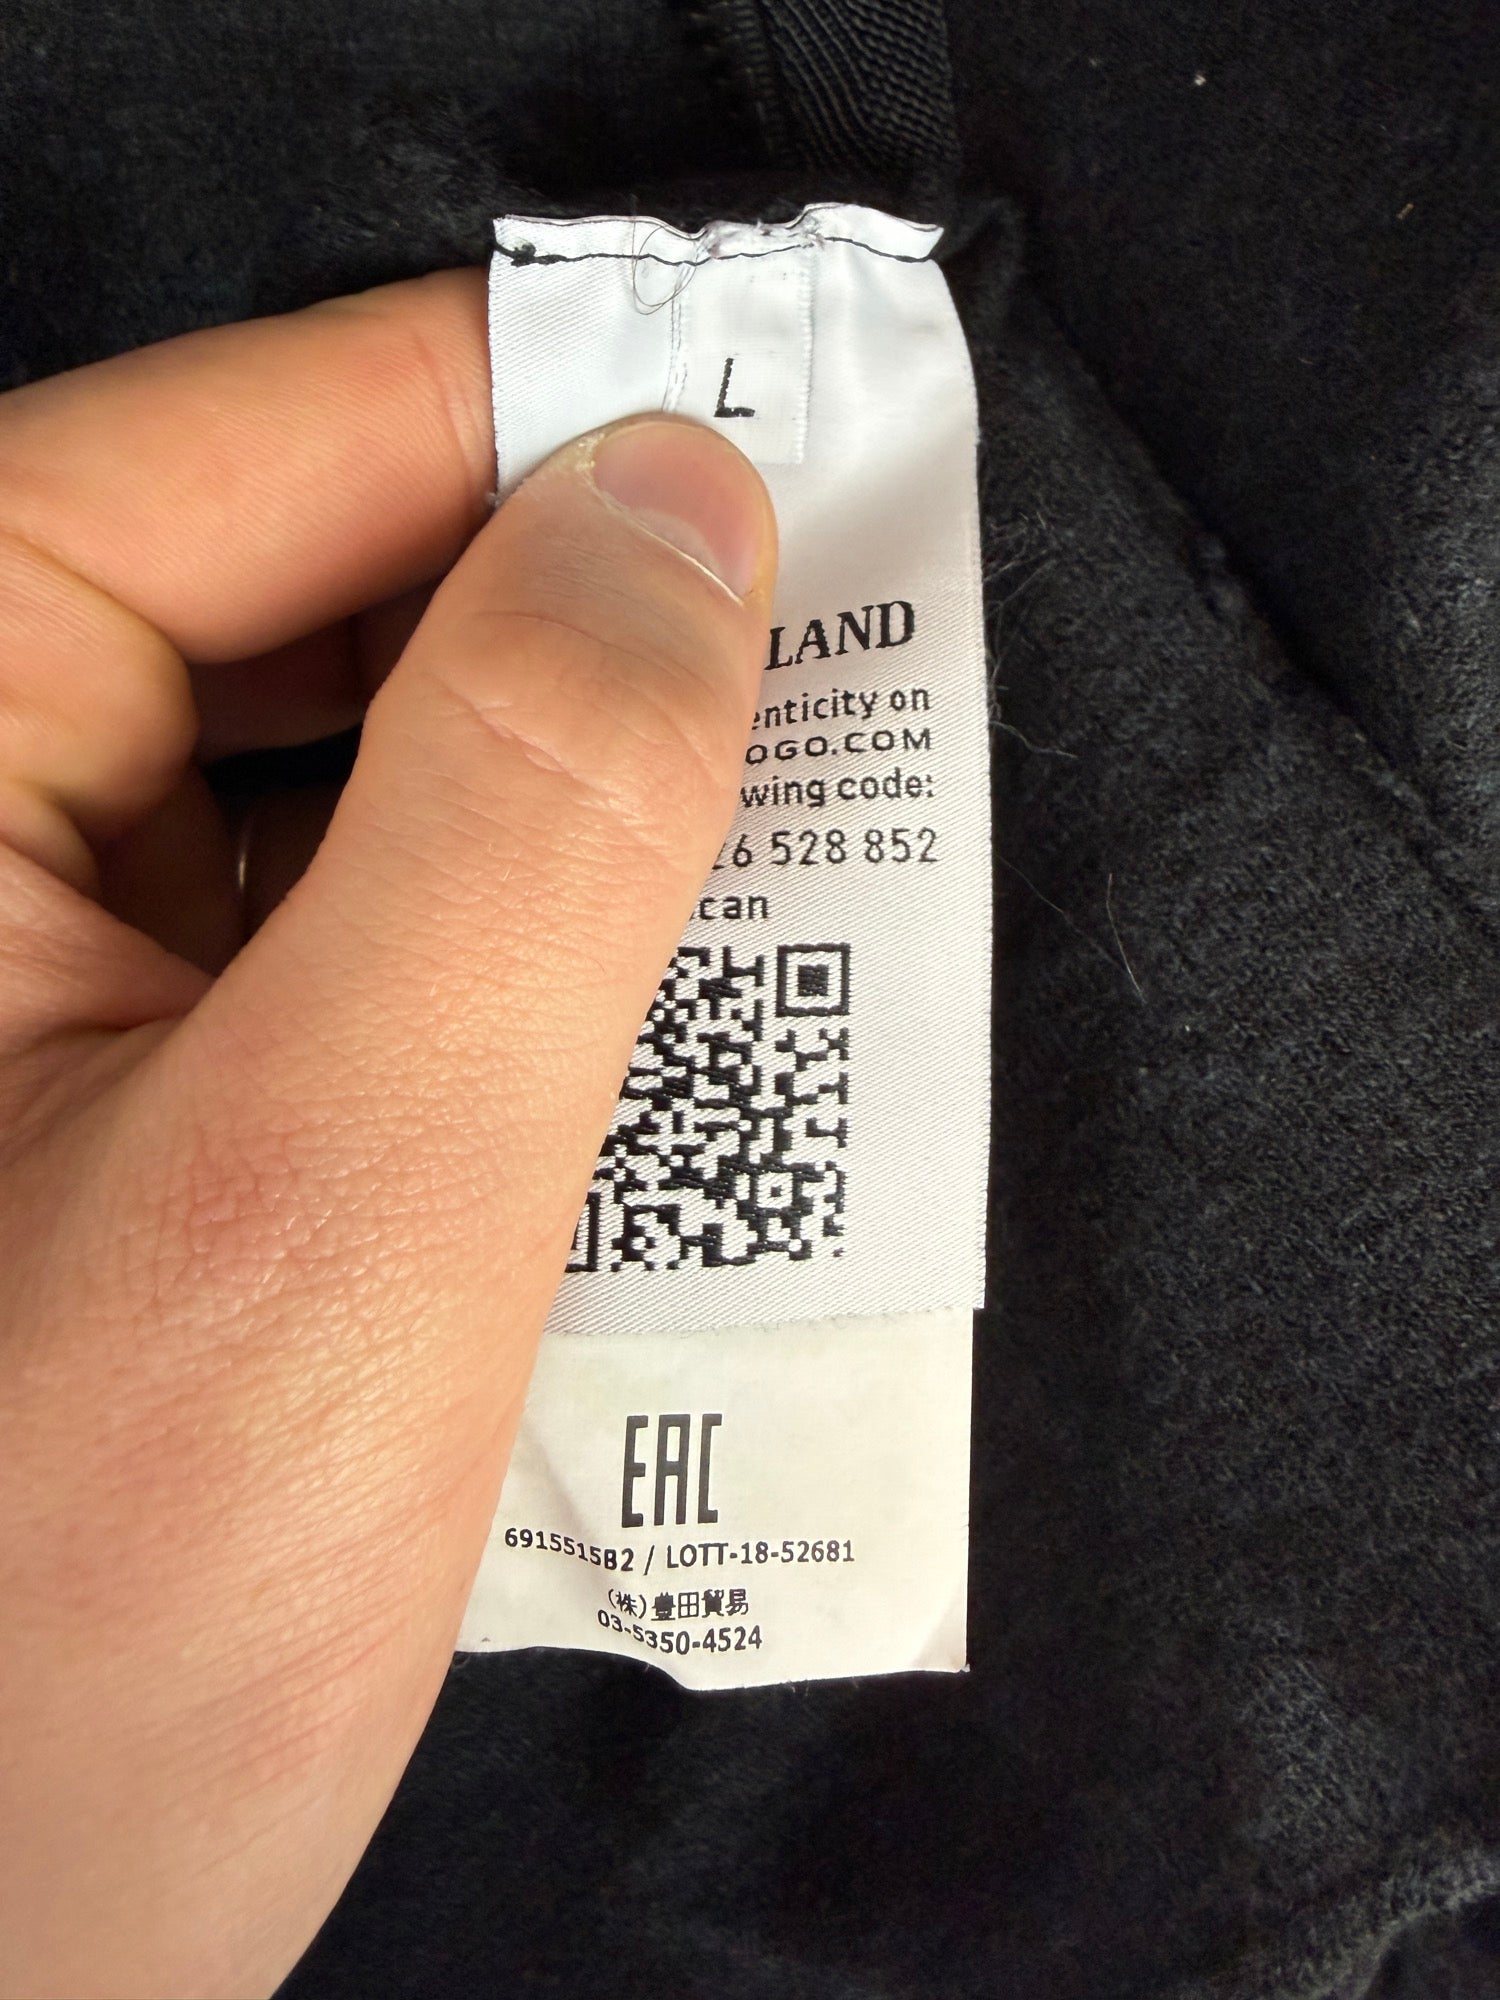 L
LAND
enticity on
OGO.COM
wing code:
26 528 852
can
EAC
6915515B2 / LOTT-18-52681
(株)豊田貿易
03-5350-4524